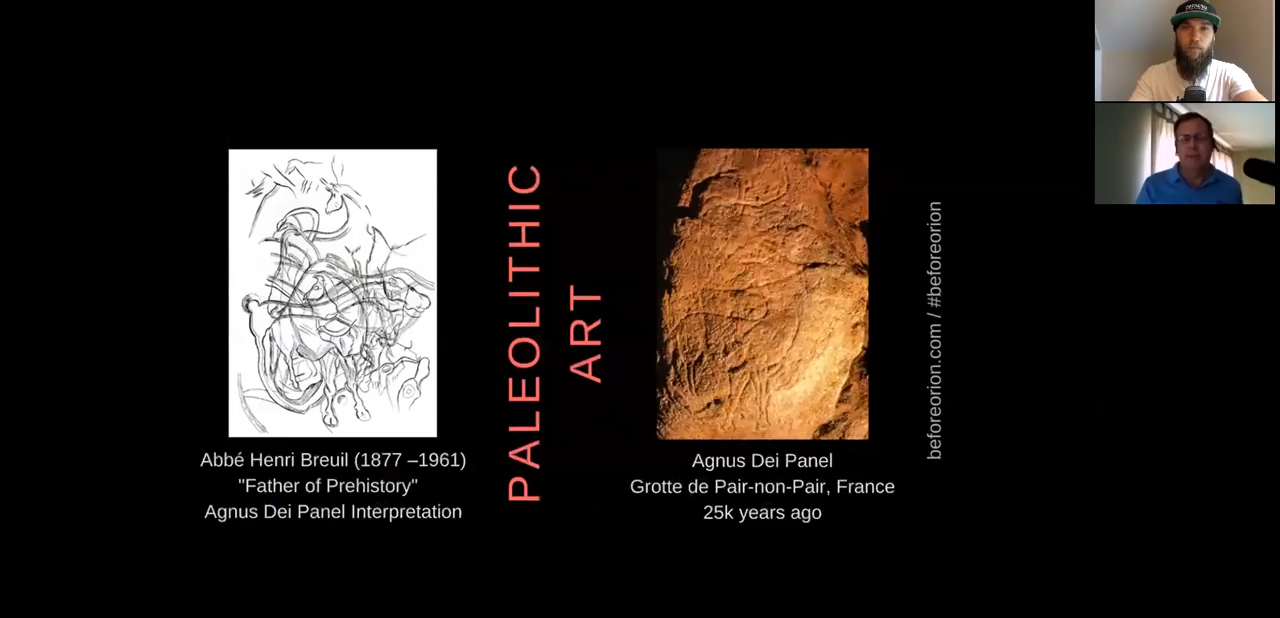 PALEOLITHIC
ART
Abbé Henri Breuil (1877 –1961)
"Father of Prehistory"
Agnus Dei Panel Interpretation
Agnus Dei Panel
Grotte de Pair-non-Pair, France
25k years ago
beforeorion.com / #beforeorion